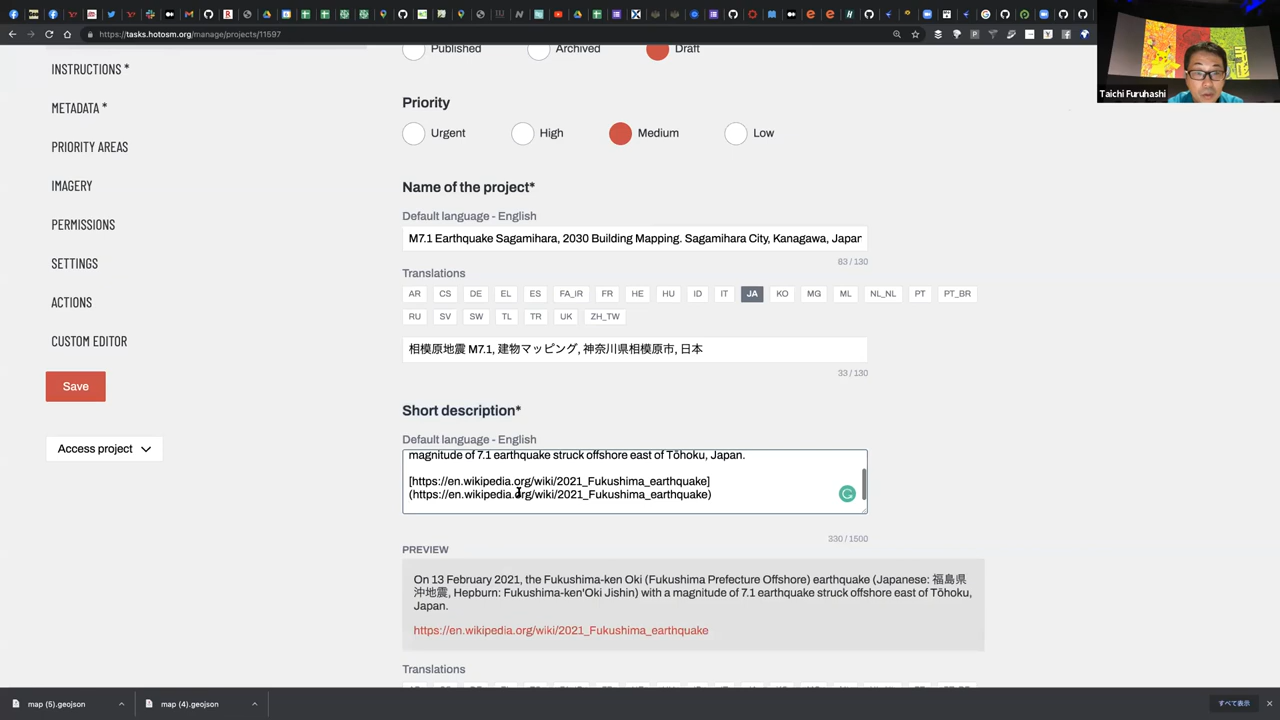 https://tasks.hotosm.org/manage/projects/11597
Taichi Furuhashi
Published
Archived
Draft
INSTRUCTIONS *
METADATA *
PRIORITY AREAS
IMAGERY
PERMISSIONS
SETTINGS
ACTIONS
CUSTOM EDITOR
Save
Access project
Priority
Urgent
High
Medium
Low
Name of the project*
Default language - English
M7.1 Earthquake Sagamihara, 2030 Building Mapping. Sagamihara City, Kanagawa, Japan
83 / 130
Translations
AR CS DE EL ES FA_IR FR HE HU ID IT JA KO MG ML NL_NL PT PT_BR
RU SV SW TL TR UK ZH_TW
相模原地震 M7.1, 建物マッピング, 神奈川県相模原市, 日本
33 / 130
Short description*
Default language - English
magnitude of 7.1 earthquake struck offshore east of Tōhoku, Japan.
[https://en.wikipedia.org/wiki/2021_Fukushima_earthquake]
(https://en.wikipedia.org/wiki/2021_Fukushima_earthquake)
330 / 1500
PREVIEW
On 13 February 2021, the Fukushima-ken Oki (Fukushima Prefecture Offshore) earthquake (Japanese: 福島県
沖地震, Hepburn: Fukushima-ken'Oki Jishin) with a magnitude of 7.1 earthquake struck offshore east of Tōhoku,
Japan.
https://en.wikipedia.org/wiki/2021_Fukushima_earthquake
Translations
map (5).geojson
map (4).geojson
すべて表示